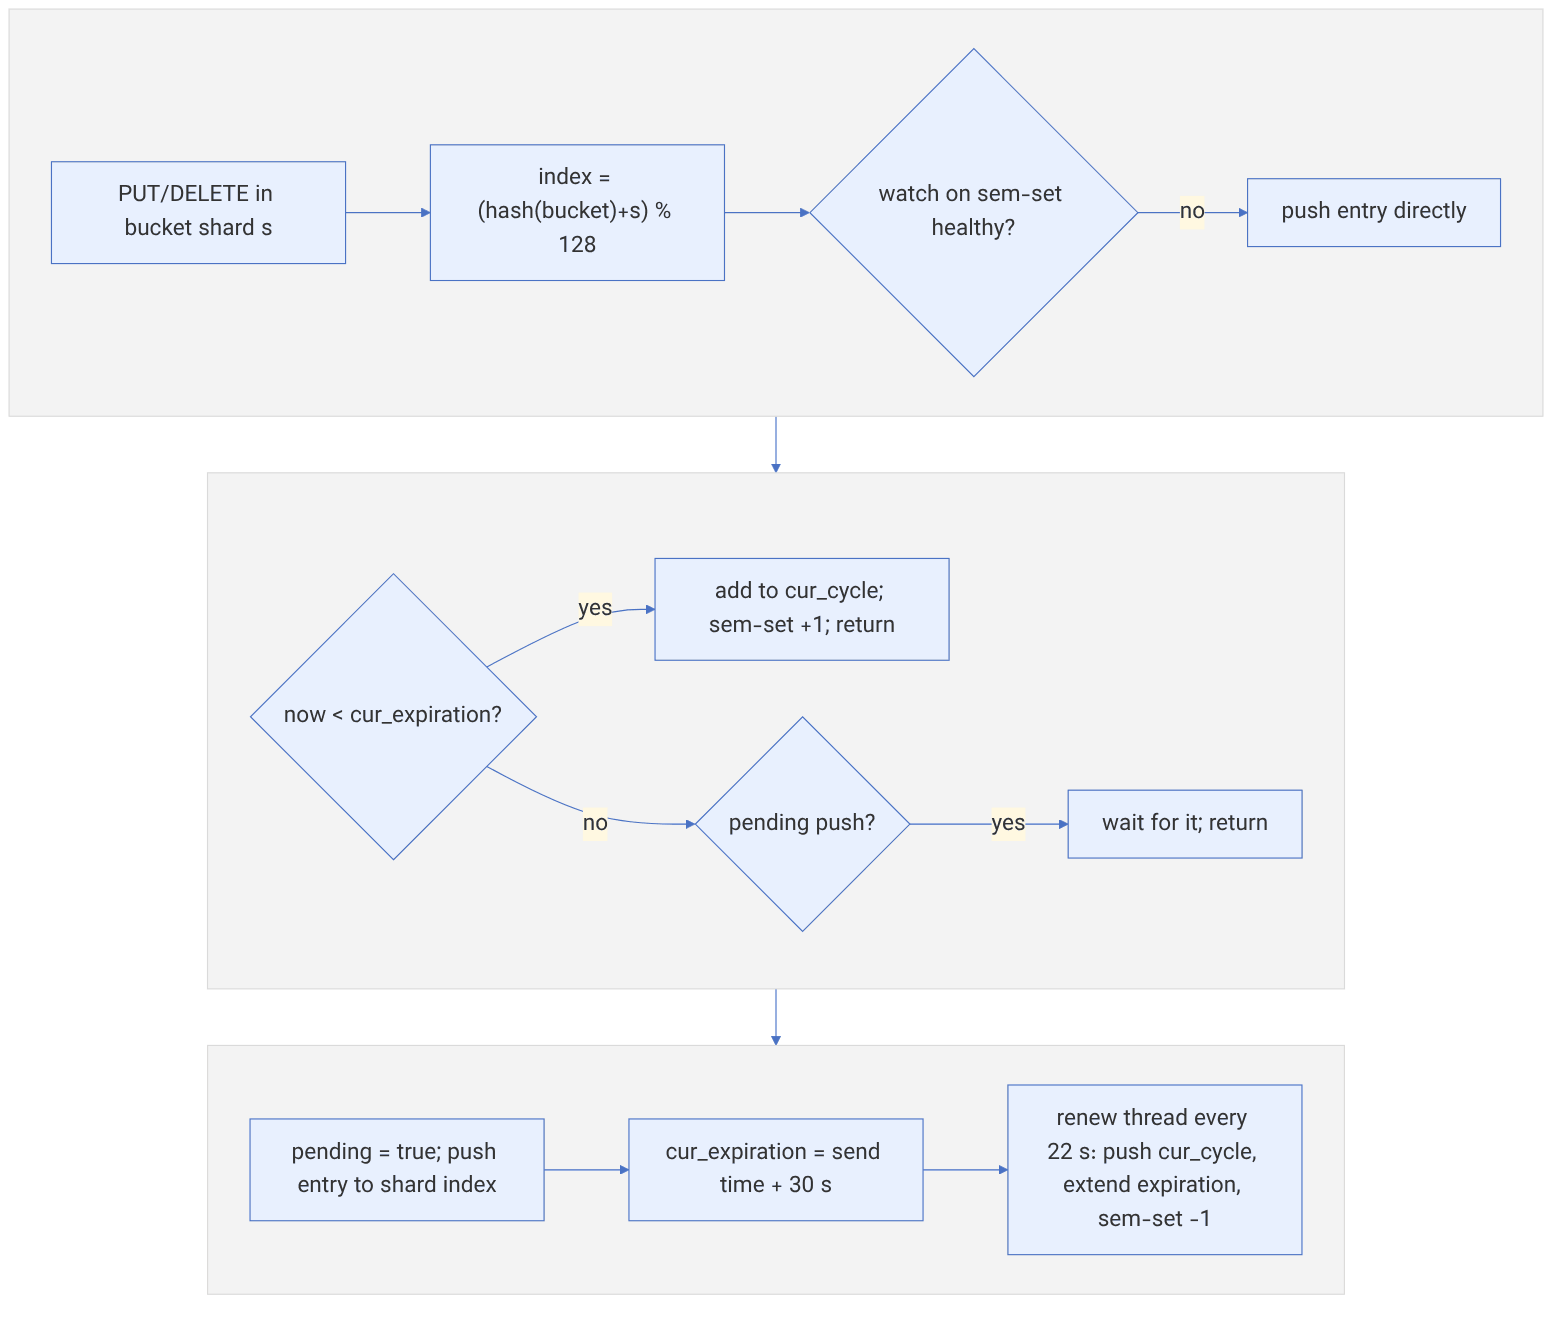 PUT/DELETE in
bucket shard s
index =
(hash(bucket)+s) %
128
watch on sem-set
healthy?
no
push entry directly
now < cur_expiration?
yes
add to cur_cycle;
sem-set +1; return
no
pending push?
yes
wait for it; return
pending = true; push
entry to shard index
cur_expiration = send
time + 30 s
renew thread every
22 s: push cur_cycle,
extend expiration,
sem-set -1